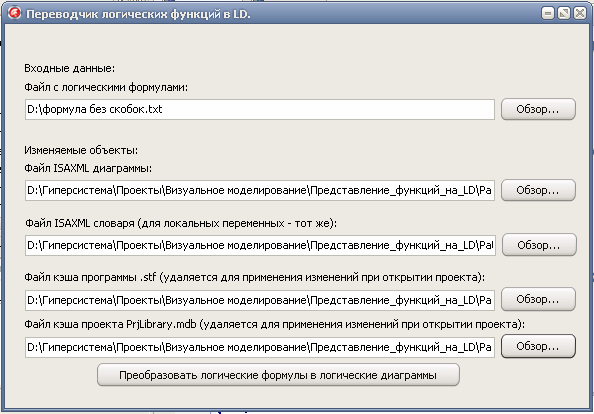 Переводчик логических функций в LD.
Входные данные:
Файл с логическими формулами:
D:\формула без скобок.txt
Обзор...
Изменяемые объекты:
Файл ISAXML диаграммы:
D:\Гиперсистема\Проекты\Визуальное моделирование\Представление_функций_на_LD\Ра
Обзор...
Файл ISAXML словаря (для локальных переменных - тот же):
D:\Гиперсистема\Проекты\Визуальное моделирование\Представление_функций_на_LD\Ра
Обзор...
Файл кэша программы .stf (удаляется для применения изменений при открытии проекта):
D:\Гиперсистема\Проекты\Визуальное моделирование\Представление_функций_на_LD\Ра
Обзор...
Файл кэша проекта PrjLibrary.mdb (удаляется для применения изменений при открытии проекта):
D:\Гиперсистема\Проекты\Визуальное моделирование\Представление_функций_на_LD\Ра
Обзор...
Преобразовать логические формулы в логические диаграммы